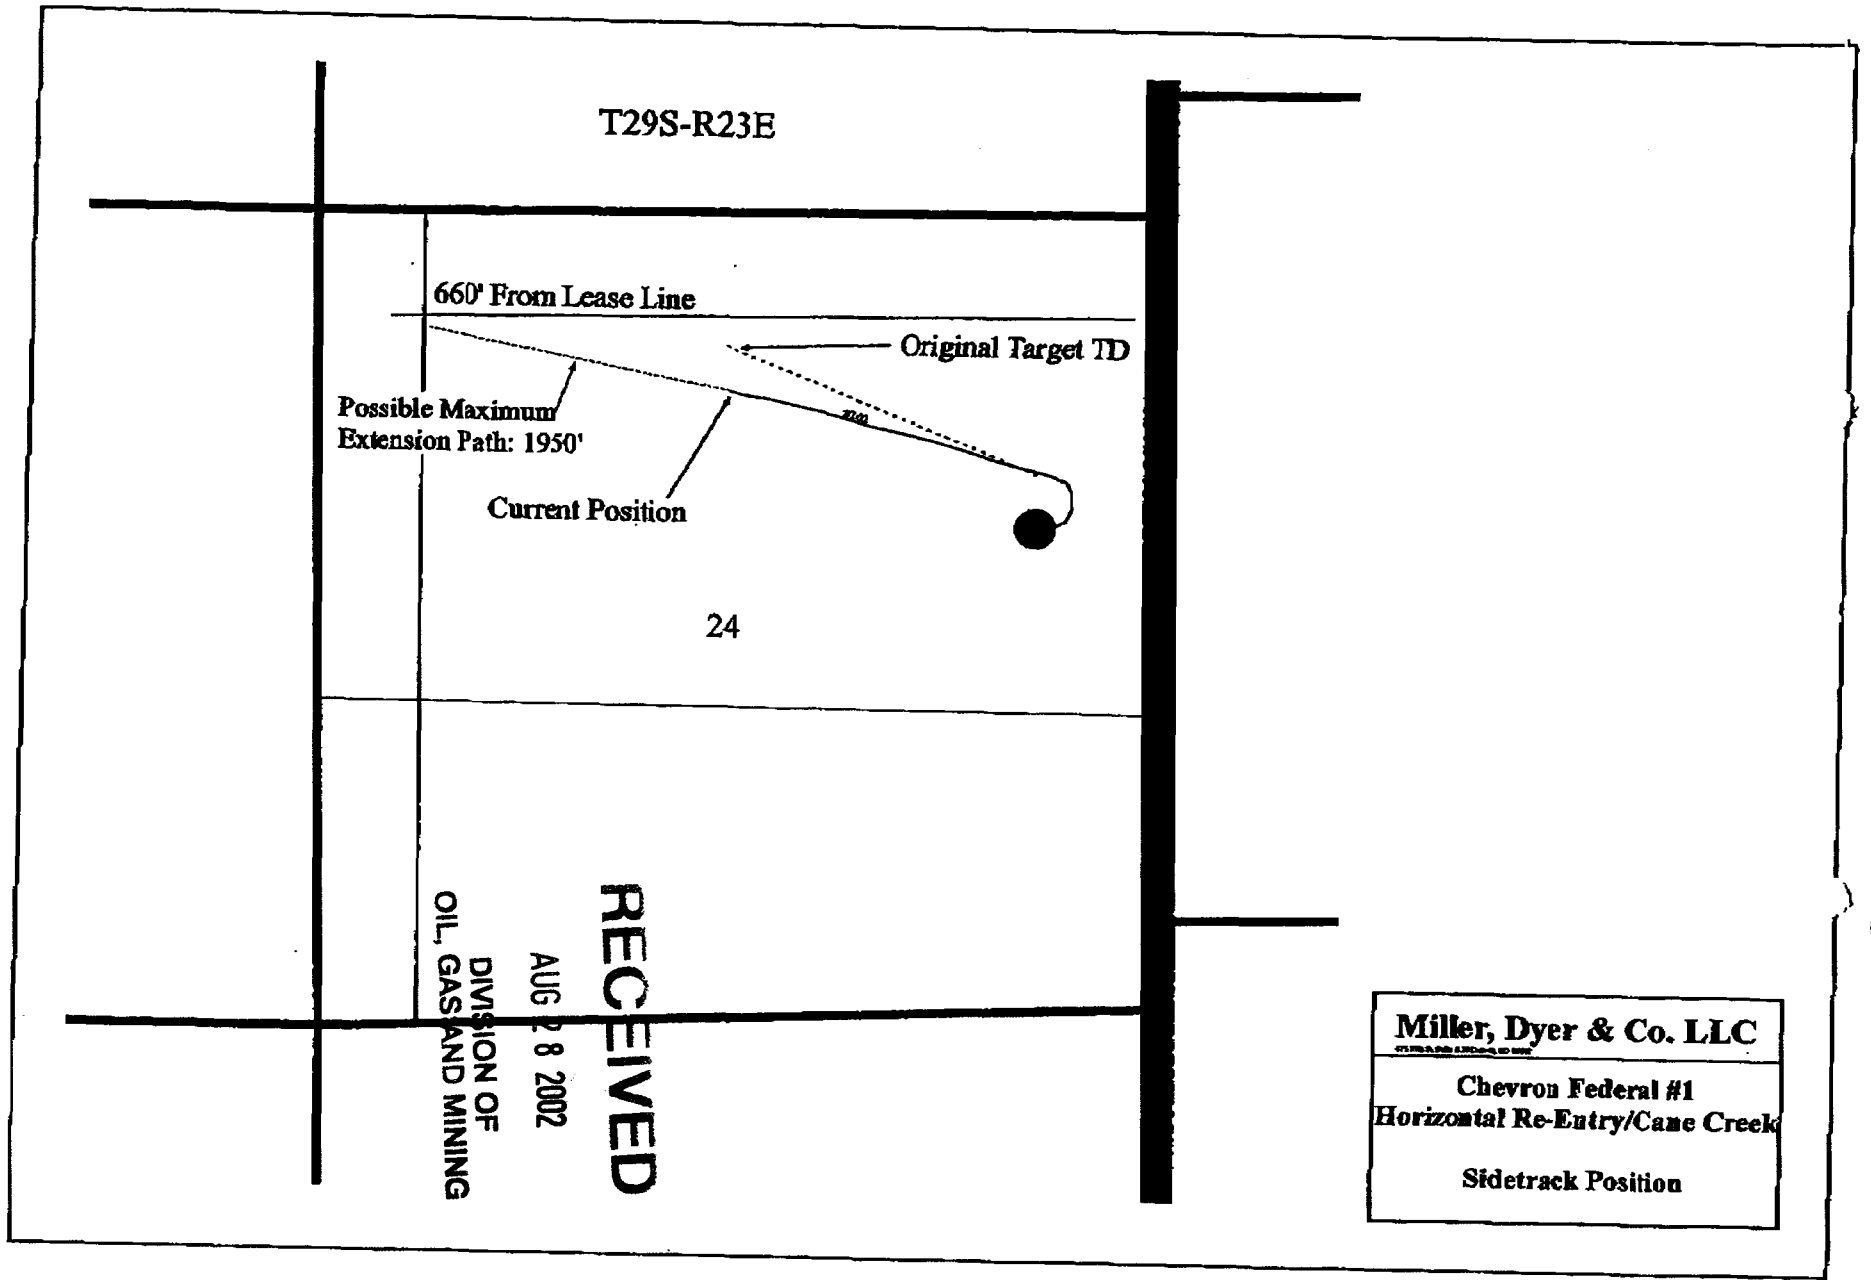 T29S-R23E
660' From Lease Line
Original Target TD
Possible Maximum
Extension Path: 1950'
Current Position
24
RECEIVED
AUG 28 2002
DIVISION OF
OIL, GAS AND MINING
Miller, Dyer & Co. LLC
Chevron Federal #1
Horizontal Re-Entry/Cane Creek
Sidetrack Position